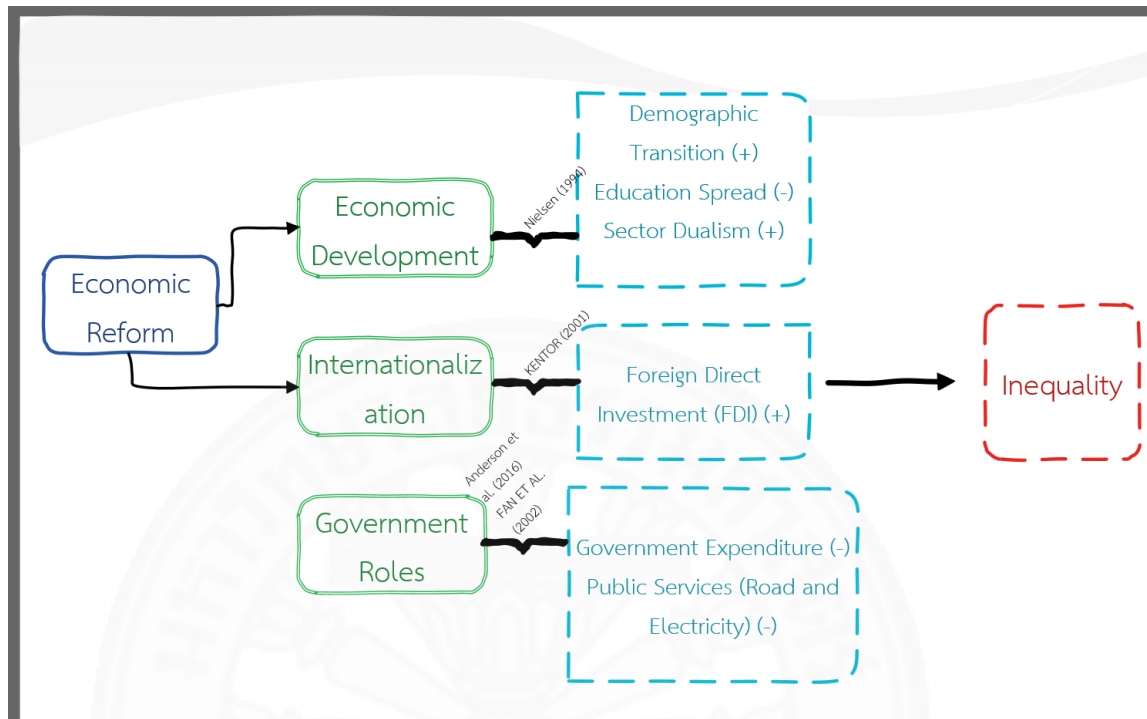 Economic
Reform
Economic
Development
Nielsen (1994)
Demographic
Transition (+)
Education Spread (-)
Sector Dualism (+)
Internationaliz
ation
KENTOR (2001)
Foreign Direct
Investment (FDI) (+)
Government
Roles
Anderson et
al. (2016)
FAN ET AL.
(2002)
Government Expenditure (-)
Public Services (Road and
Electricity) (-)
Inequality